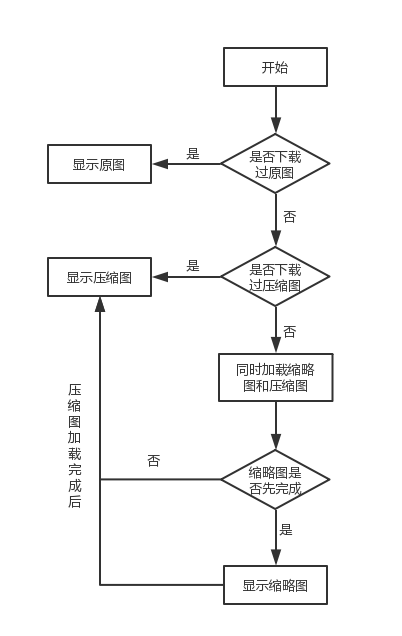 开始
是否下载
过原图
是
显示原图
否
是否下载
过压缩图
是
显示压缩图
否
同时加载缩略
图和压缩图
缩略图是
否先完成
否
压缩图加载完成后
是
显示缩略图